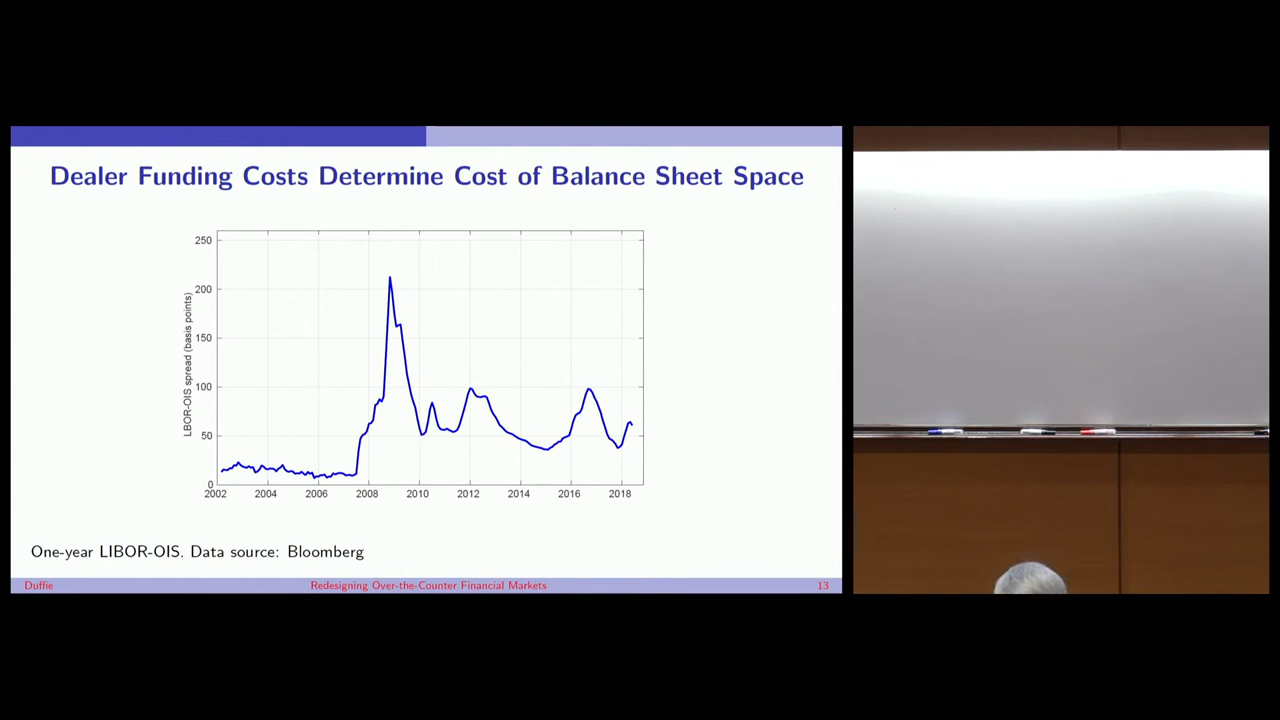 Dealer Funding Costs Determine Cost of Balance Sheet Space
LIBOR-OIS spread (basis points)
250
200
150
100
50
0
2002 2004 2006 2008 2010 2012 2014 2016 2018
One-year LIBOR-OIS. Data source: Bloomberg
Duffie Redesigning Over-the-Counter Financial Markets 13